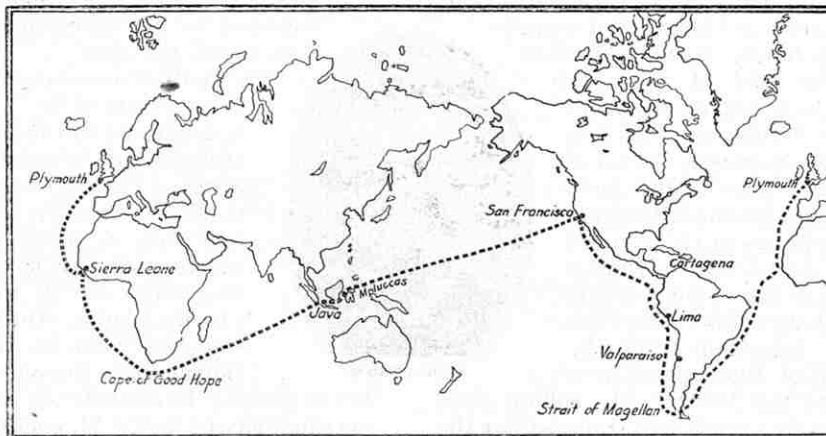 Plymouth
Plymouth
San Francisco
Sierra Leone
Cartagena
Moluccas
Java
Lima
Valparaiso
Cape of Good Hope
Strait of Magellan